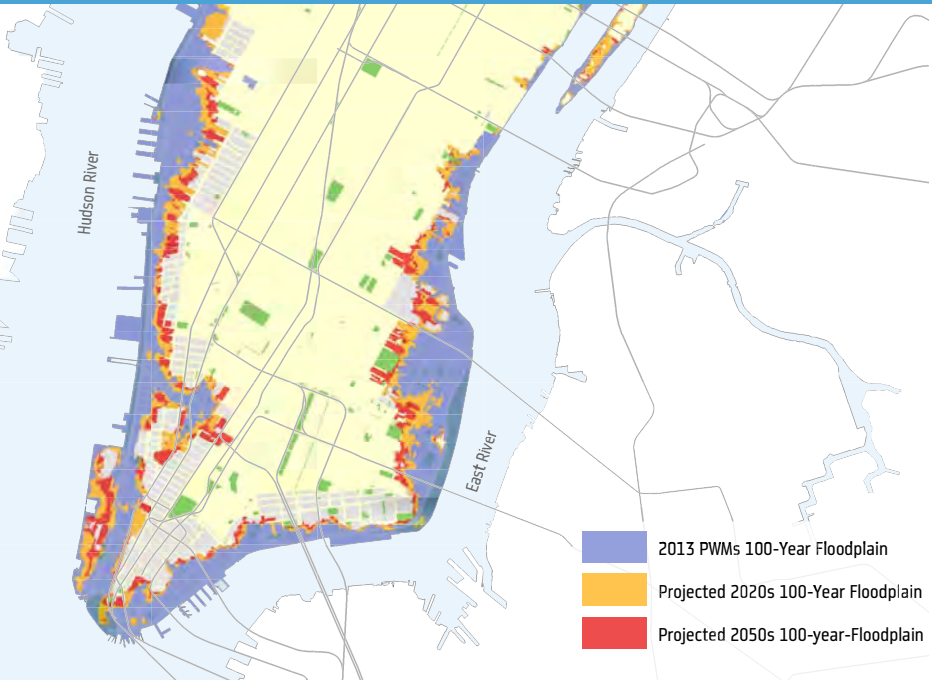 Hudson River
East River
2013 PWMs 100-Year Floodplain
Projected 2020s 100-Year Floodplain
Projected 2050s 100-year-Floodplain